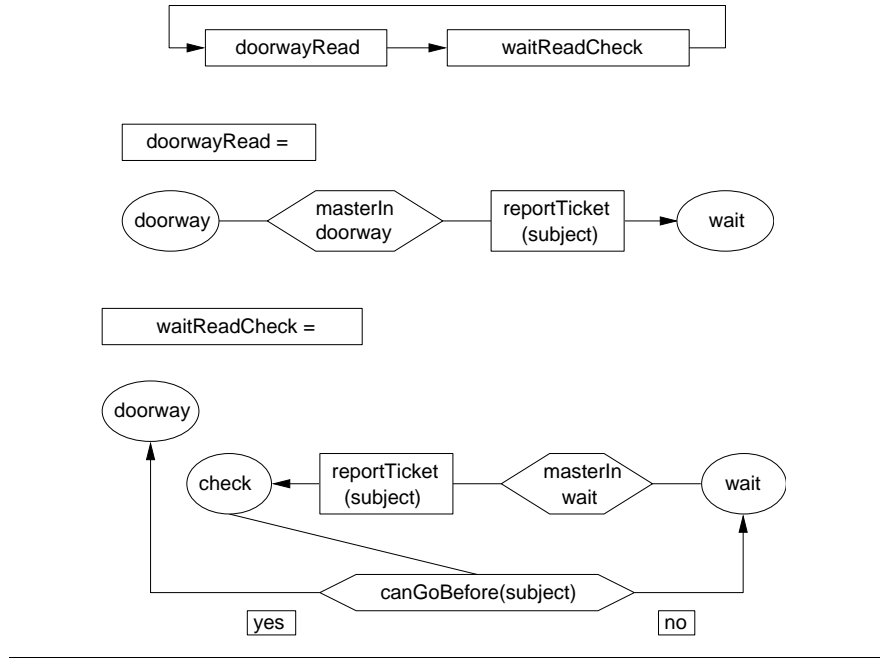 doorwayRead
waitReadCheck
doorwayRead =
doorway
masterIn
doorway
reportTicket
(subject)
wait
waitReadCheck =
doorway
check
reportTicket
(subject)
masterIn
wait
wait
canGoBefore(subject)
yes
no